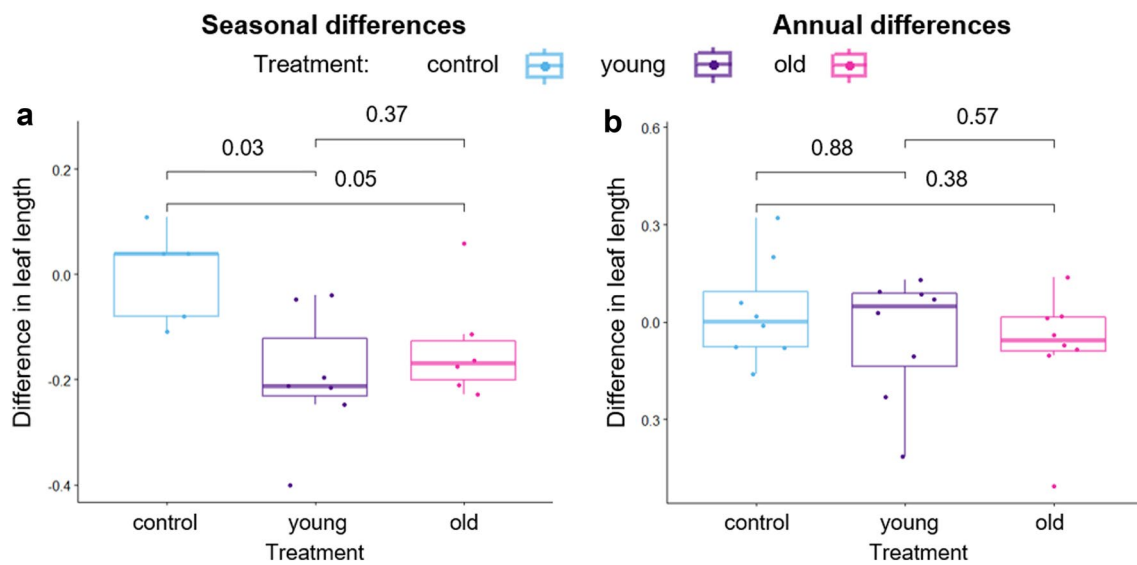 Seasonal differences
Annual differences
Treatment: control young old
a
0.37
0.03
0.05
0.2
0.0
-0.2
-0.4
Difference in leaf length
control young old
Treatment
b
0.57
0.88
0.38
0.6
0.3
0.0
0.3
Difference in leaf length
control young old
Treatment